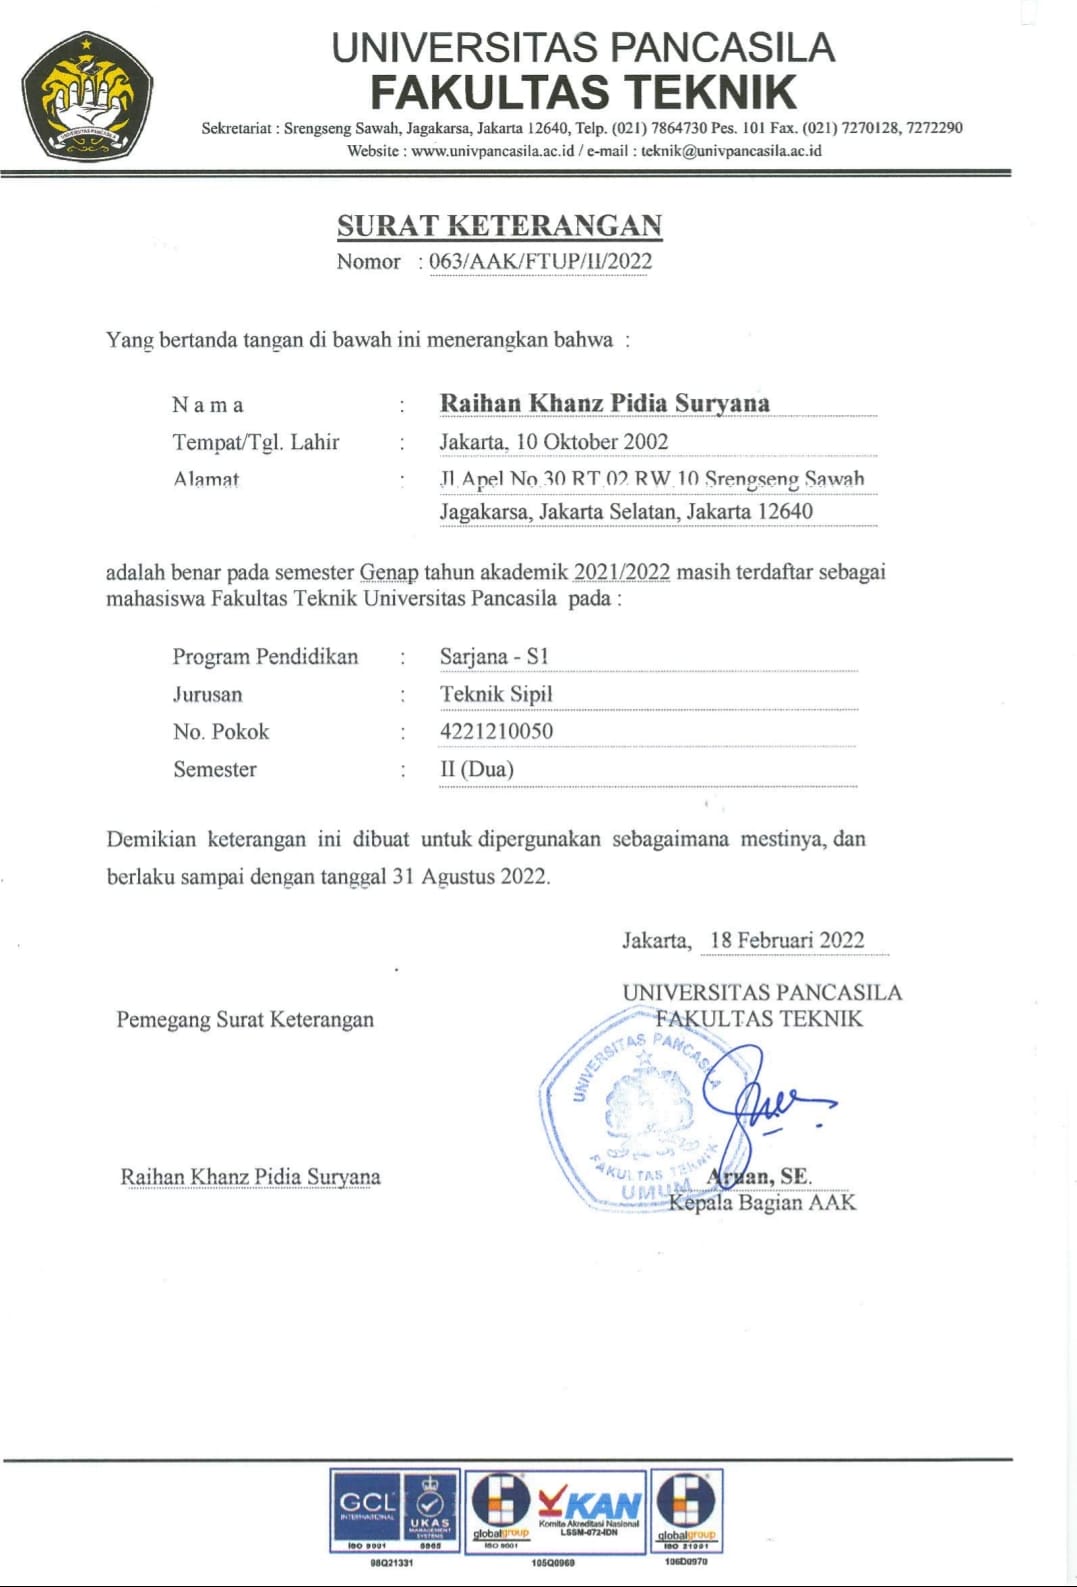 UNIVERSITAS PANCASILA
FAKULTAS TEKNIK
Sekretariat : Srengseng Sawah, Jagakarsa, Jakarta 12640, Telp. (021) 7864730 Pes. 101 Fax. (021) 7270128, 7272290
Website : www.univpancasila.ac.id / e-mail : teknik@univpancasila.ac.id
SURAT KETERANGAN
Nomor : 063/AAK/FTUP/II/2022
Yang bertanda tangan di bawah ini menerangkan bahwa :
N a m a : Raihan Khanz Pidia Suryana
Tempat/Tgl. Lahir : Jakarta, 10 Oktober 2002
Alamat : Jl Apel No.30 RT.02 RW.10 Srengseng Sawah
Jagakarsa, Jakarta Selatan, Jakarta 12640
adalah benar pada semester Genap tahun akademik 2021/2022 masih terdaftar sebagai
mahasiswa Fakultas Teknik Universitas Pancasila pada :
Program Pendidikan : Sarjana - S1
Jurusan : Teknik Sipil
No. Pokok : 4221210050
Semester : II (Dua)
Demikian keterangan ini dibuat untuk dipergunakan sebagaimana mestinya, dan
berlaku sampai dengan tanggal 31 Agustus 2022.
Jakarta, 18 Februari 2022
UNIVERSITAS PANCASILA
FAKULTAS TEKNIK
Pemegang Surat Keterangan
UNIVERSITAS PANCASILA
FAKULTAS TEKNIK
UMUM
Raihan Khanz Pidia Suryana
SE.
Kepala Bagian AAK
GCL
INTERNATIONAL
UKAS
MANAGEMENT
SYSTEMS
ISO 9001
globalgroup
ISO 9001
KAN
Komite Akreditasi Nasional
LSSM-072-IDN
globalgroup
ISO 21001
98Q21331
105Q0969
106D0970